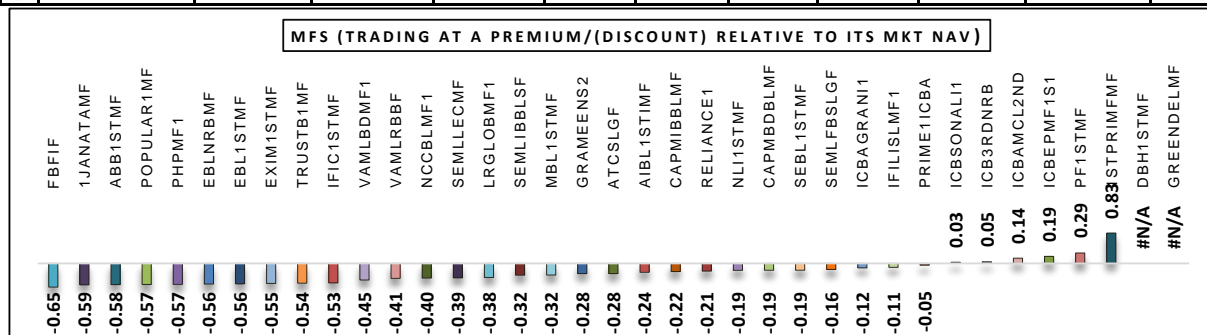 MFS (TRADING AT A PREMIUM/(DISCOUNT) RELATIVE TO ITS MKT NAV)
FBFIF
1JANATAMF
ABB1STMF
POPULAR1MF
PHPMF1
EBLNRBMF
EBL1STMF
EXIM1STMF
TRUSTB1MF
IFIC1STMF
VAMLBDMF1
VAMLRBBF
NCCBLMF1
SEMLLECMF
LRGLOBMF1
SEMLIBBLSF
MBL1STMF
GRAMEENS2
ATCSLGF
AIBL1STIMF
CAPMIBBLMF
RELIANCE1
NLI1STMF
CAPMBDBLMF
SEBL1STMF
SEMLFBSLGF
ICBAGRANI1
IFILISLMF1
PRIME1ICBA
ICBSONALI1
ICB3RDNRB
ICBAMCL2ND
ICBEPMF1S1
PF1STMF
1STPRIMFMF
DBH1STMF
GREENDELMF
-0.65
-0.59
-0.58
-0.57
-0.57
-0.56
-0.56
-0.55
-0.54
-0.53
-0.45
-0.41
-0.40
-0.39
-0.38
-0.32
-0.32
-0.28
-0.28
-0.24
-0.22
-0.21
-0.19
-0.19
-0.19
-0.16
-0.12
-0.11
-0.05
0.03
0.05
0.14
0.19
0.29
0.83
#N/A
#N/A